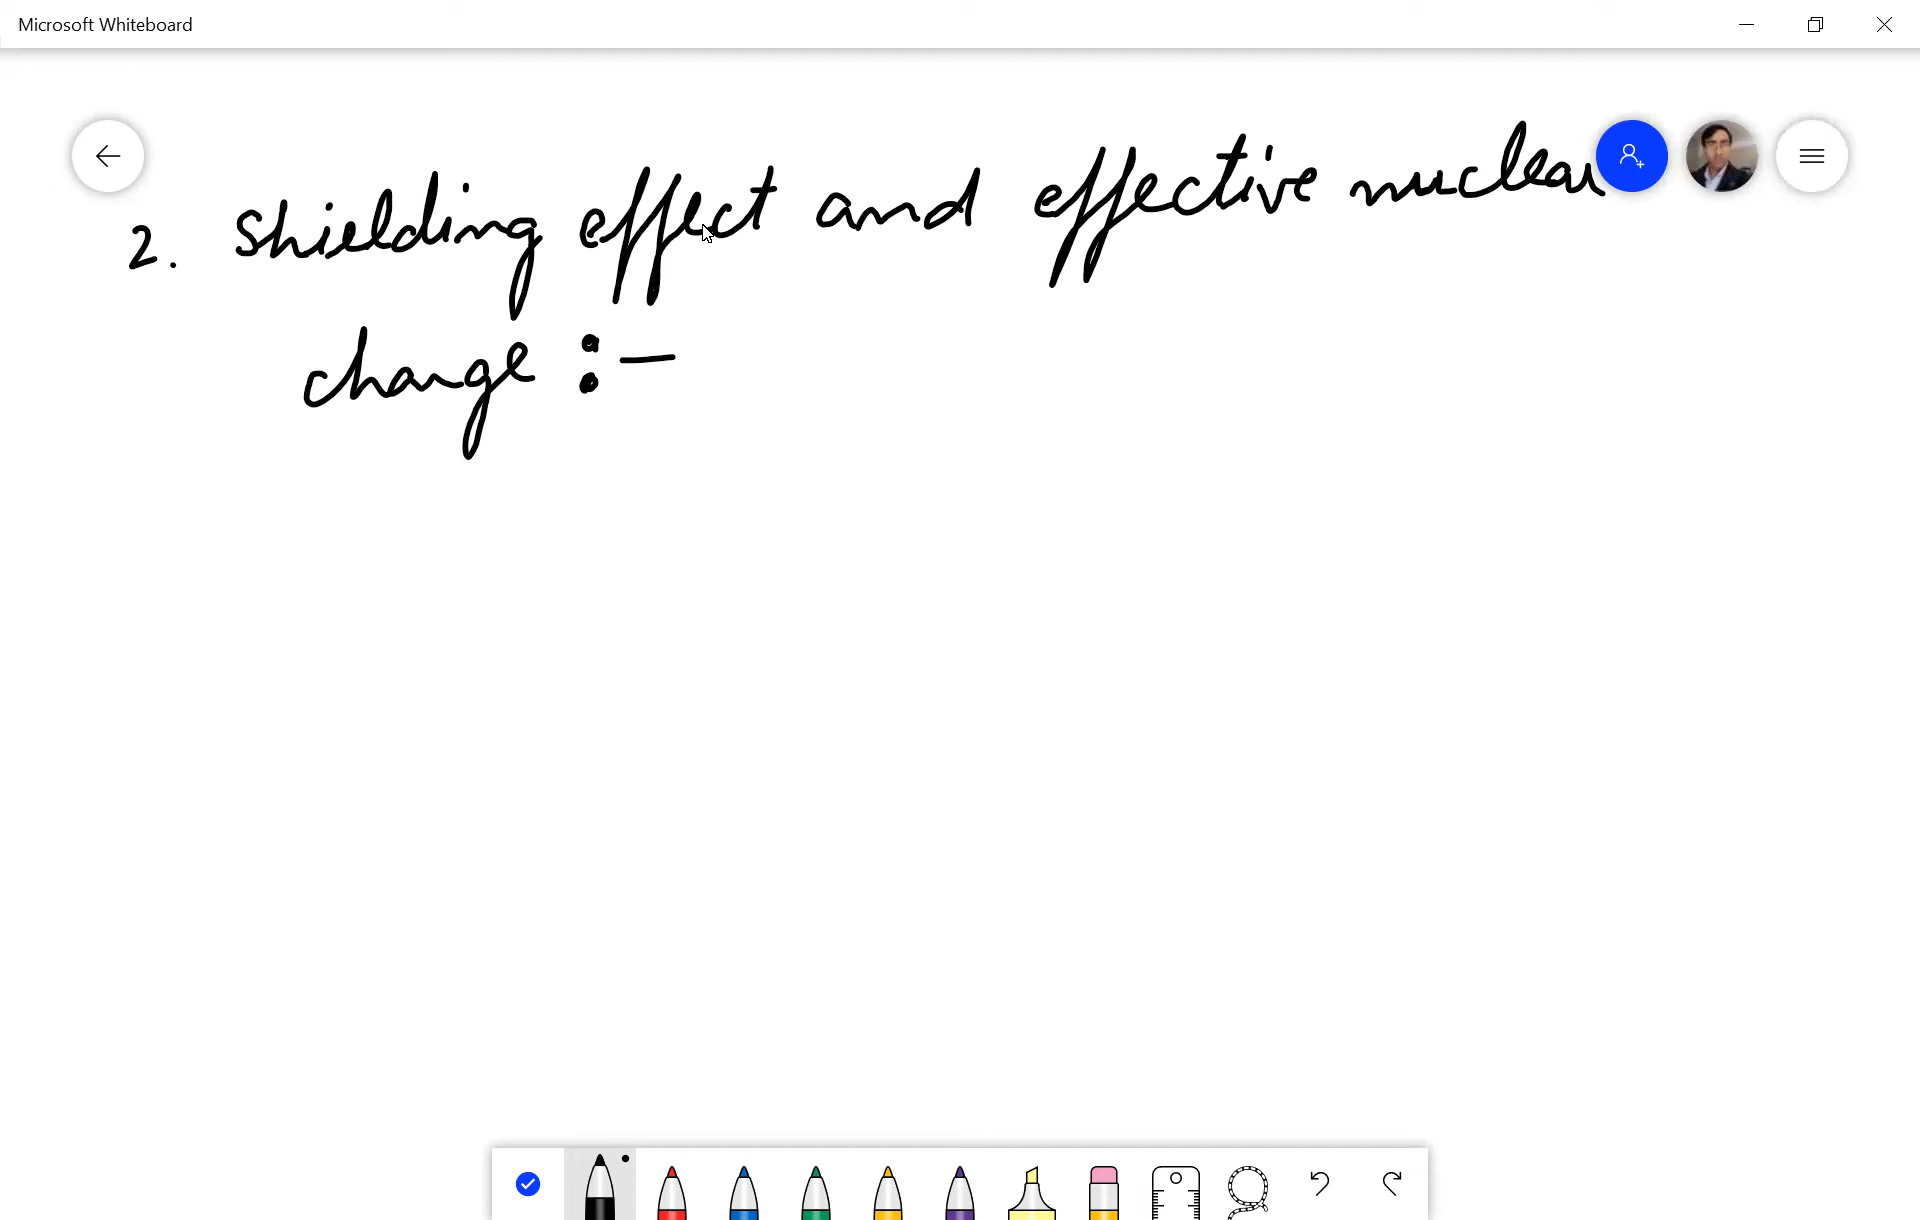 Microsoft Whiteboard
2. Shielding effect and effective nuclear
charge :-